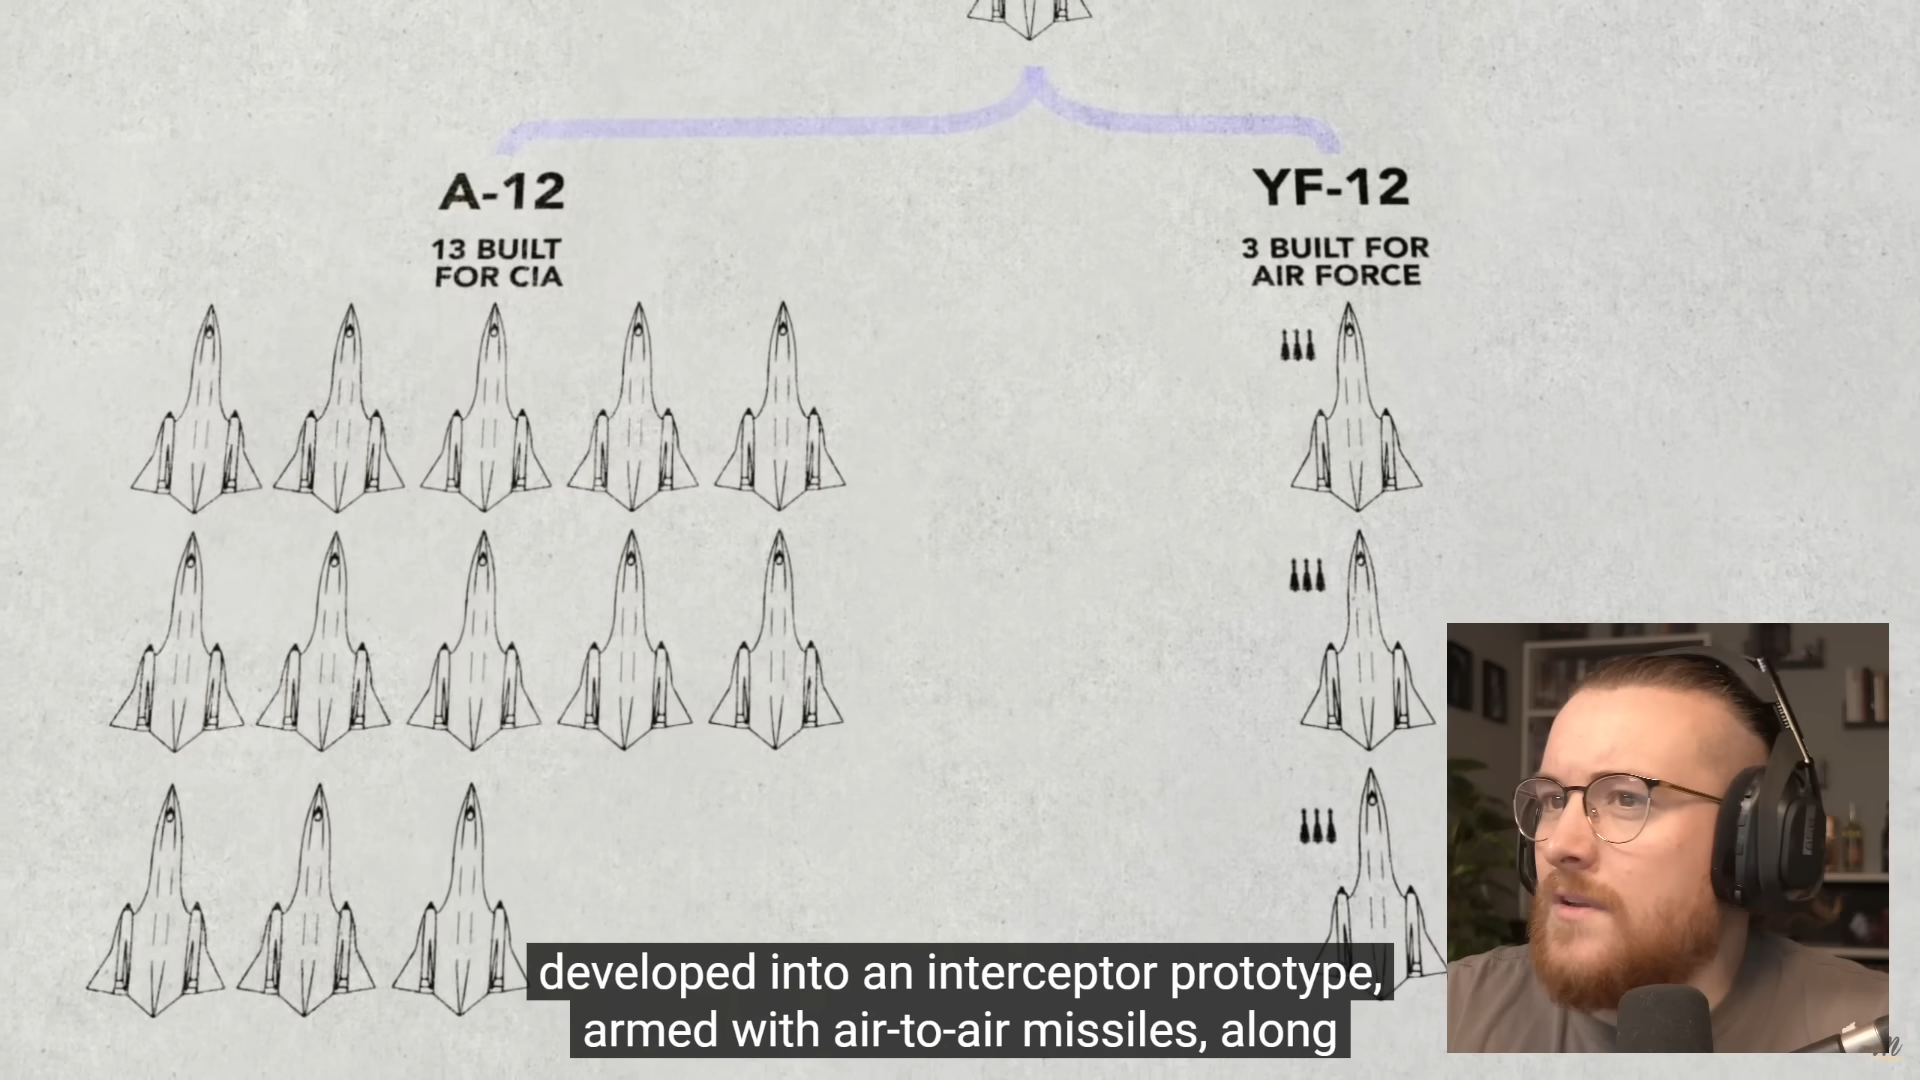 A-12
13 BUILT
FOR CIA
YF-12
3 BUILT FOR
AIR FORCE
developed into an interceptor prototype,
armed with air-to-air missiles, along